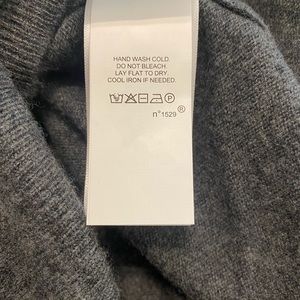 HAND WASH COLD.
DO NOT BLEACH
LAY FLAT TO DRY.
COOL IRON IF NEEDED.
P
n°1529 ®